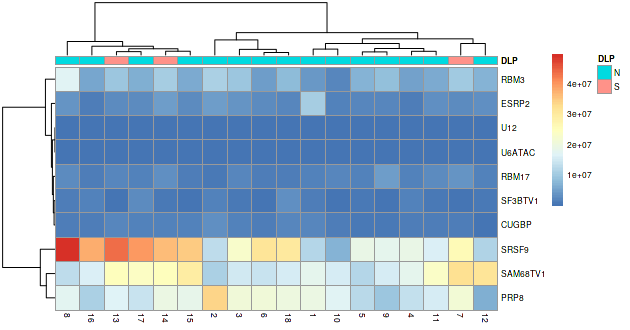 DLP
RBM3
ESRP2
U12
U6ATAC
RBM17
SF3BTV1
CUGBP
SRSF9
SAM68TV1
PRP8
8 16 13 17 14 15 2 3 6 18 1 10 5 9 4 11 7 12
4e+07
3e+07
2e+07
1e+07
DLP
N
S